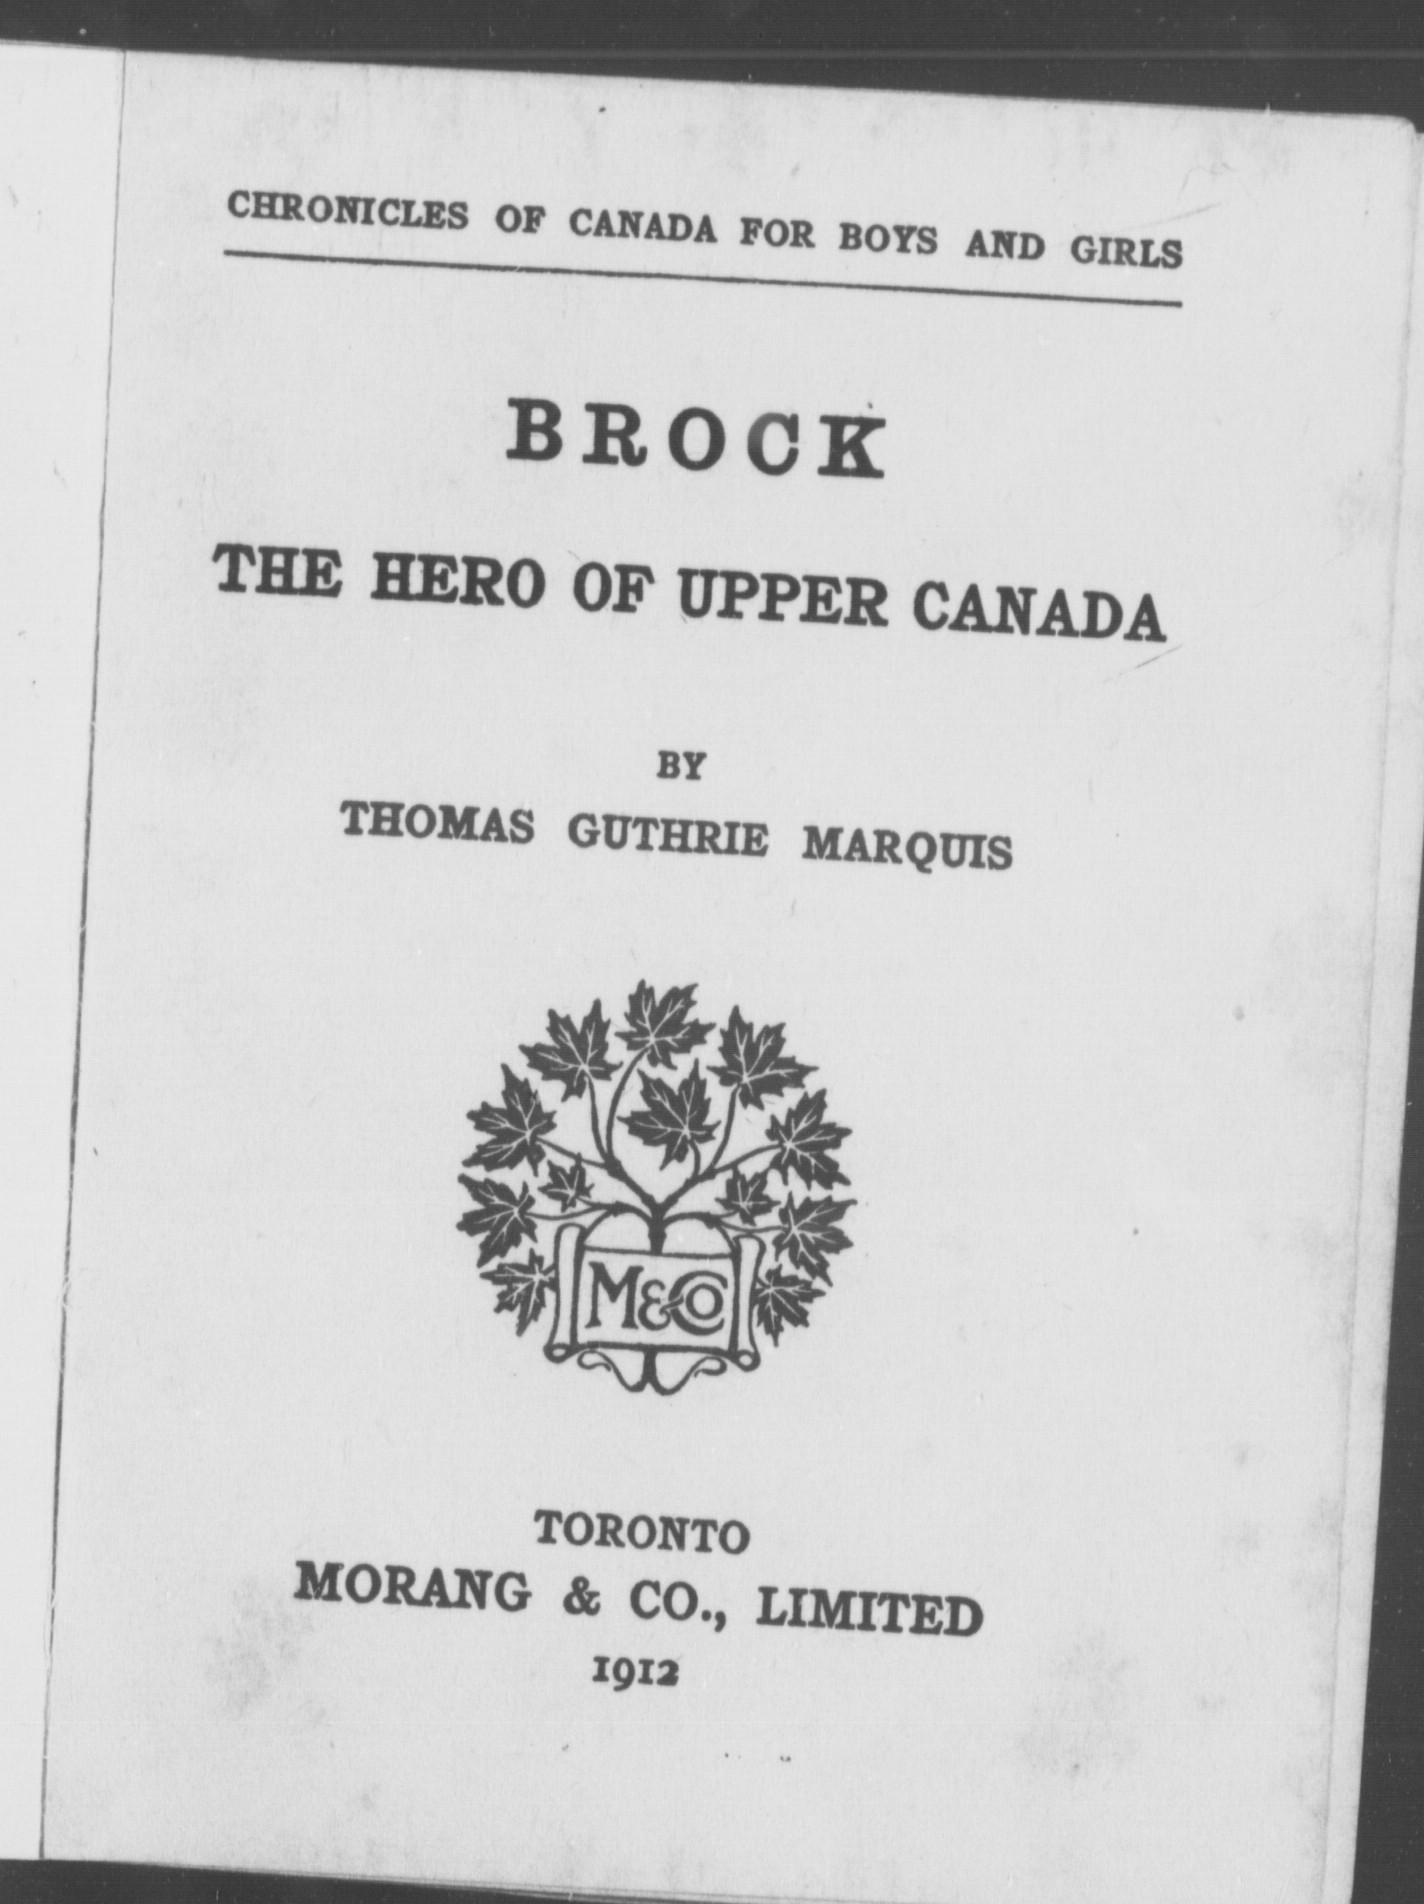 CHRONICLES OF CANADA FOR BOYS AND GIRLS
BROCK
THE HERO OF UPPER CANADA
BY
THOMAS GUTHRIE MARQUIS
M&Co
TORONTO
MORANG & CO., LIMITED
1912